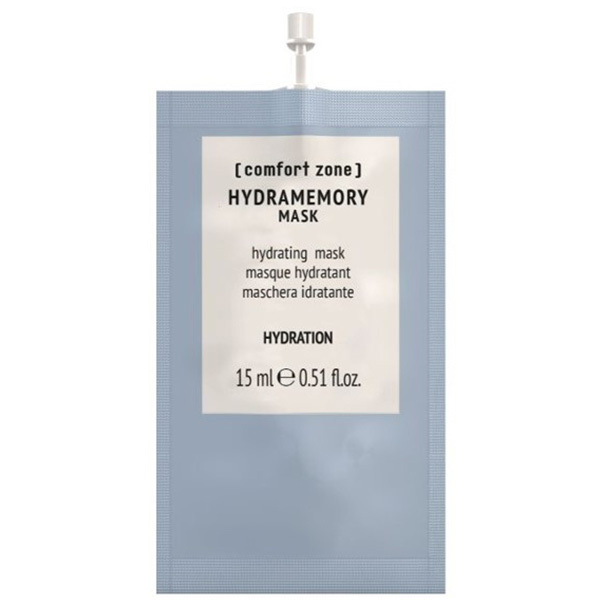 [comfort zone]
HYDRAMEMORY
MASK
hydrating mask
masque hydratant
maschera idratante
HYDRATION
15 ml ℮ 0.51 fl.oz.